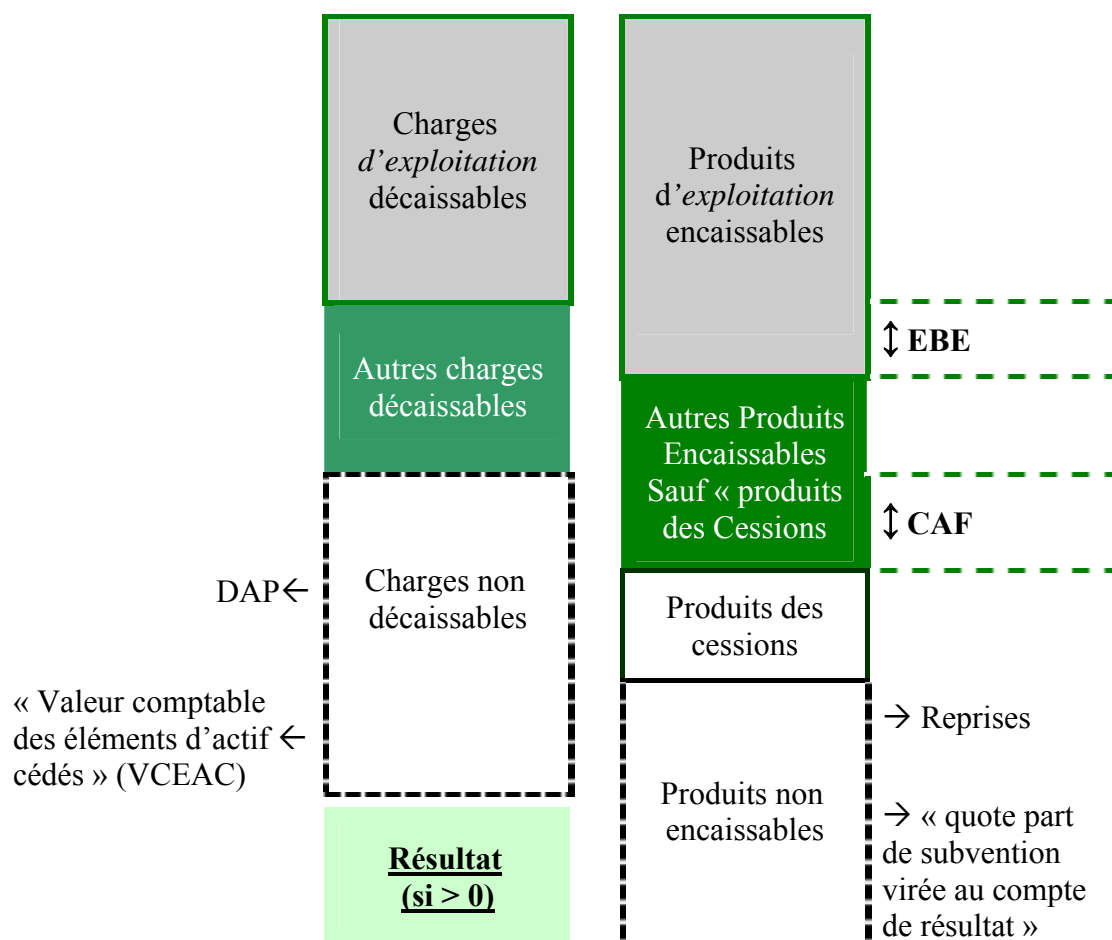 Charges
d’exploitation
décaissables
Produits
d’exploitation
encaissables
↕ EBE
Autres charges
décaissables
Autres Produits
Encaissables
Sauf « produits
des Cessions
↕ CAF
DAP←
Charges non
décaissables
Produits des
cessions
« Valeur comptable
des éléments d’actif ←
cédés » (VCEAC)
→ Reprises
Produits non
encaissables
→ « quote part
de subvention
virée au compte
de résultat »
Résultat
(si > 0)